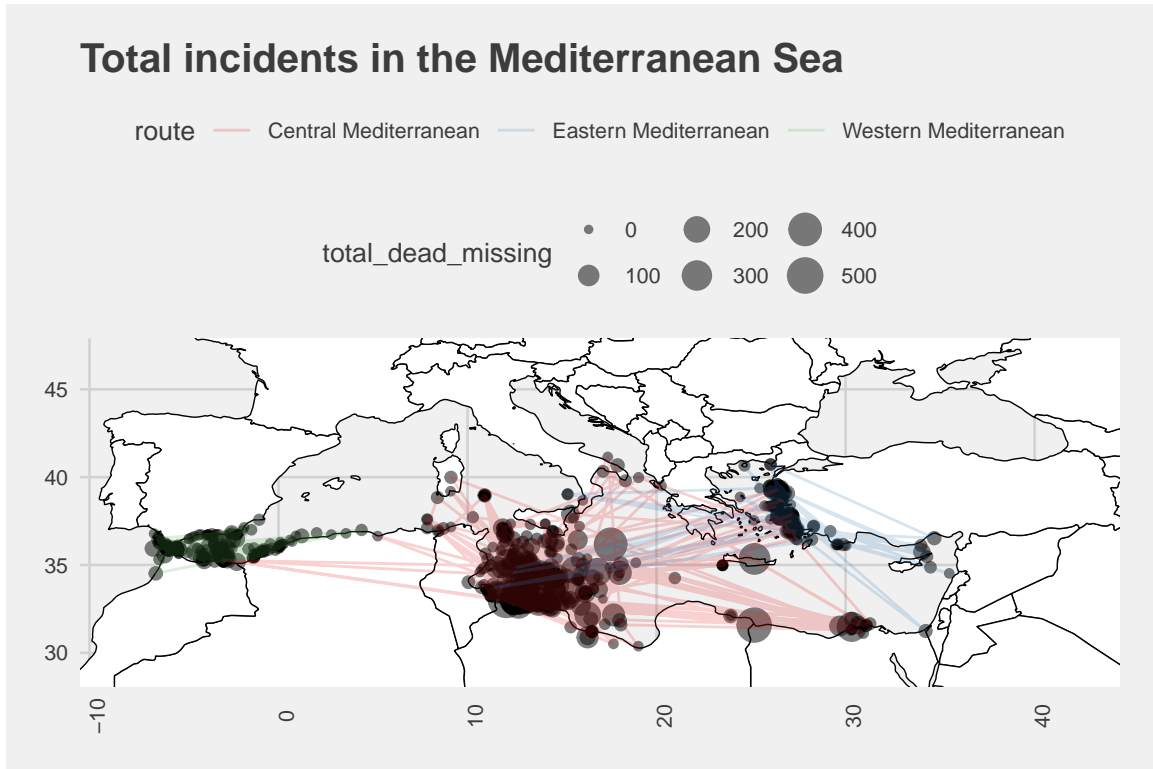 Total incidents in the Mediterranean Sea
route Central Mediterranean Eastern Mediterranean Western Mediterranean
total_dead_missing
0 200 400
100 300 500
45
40
35
30
−10 0 10 20 30 40